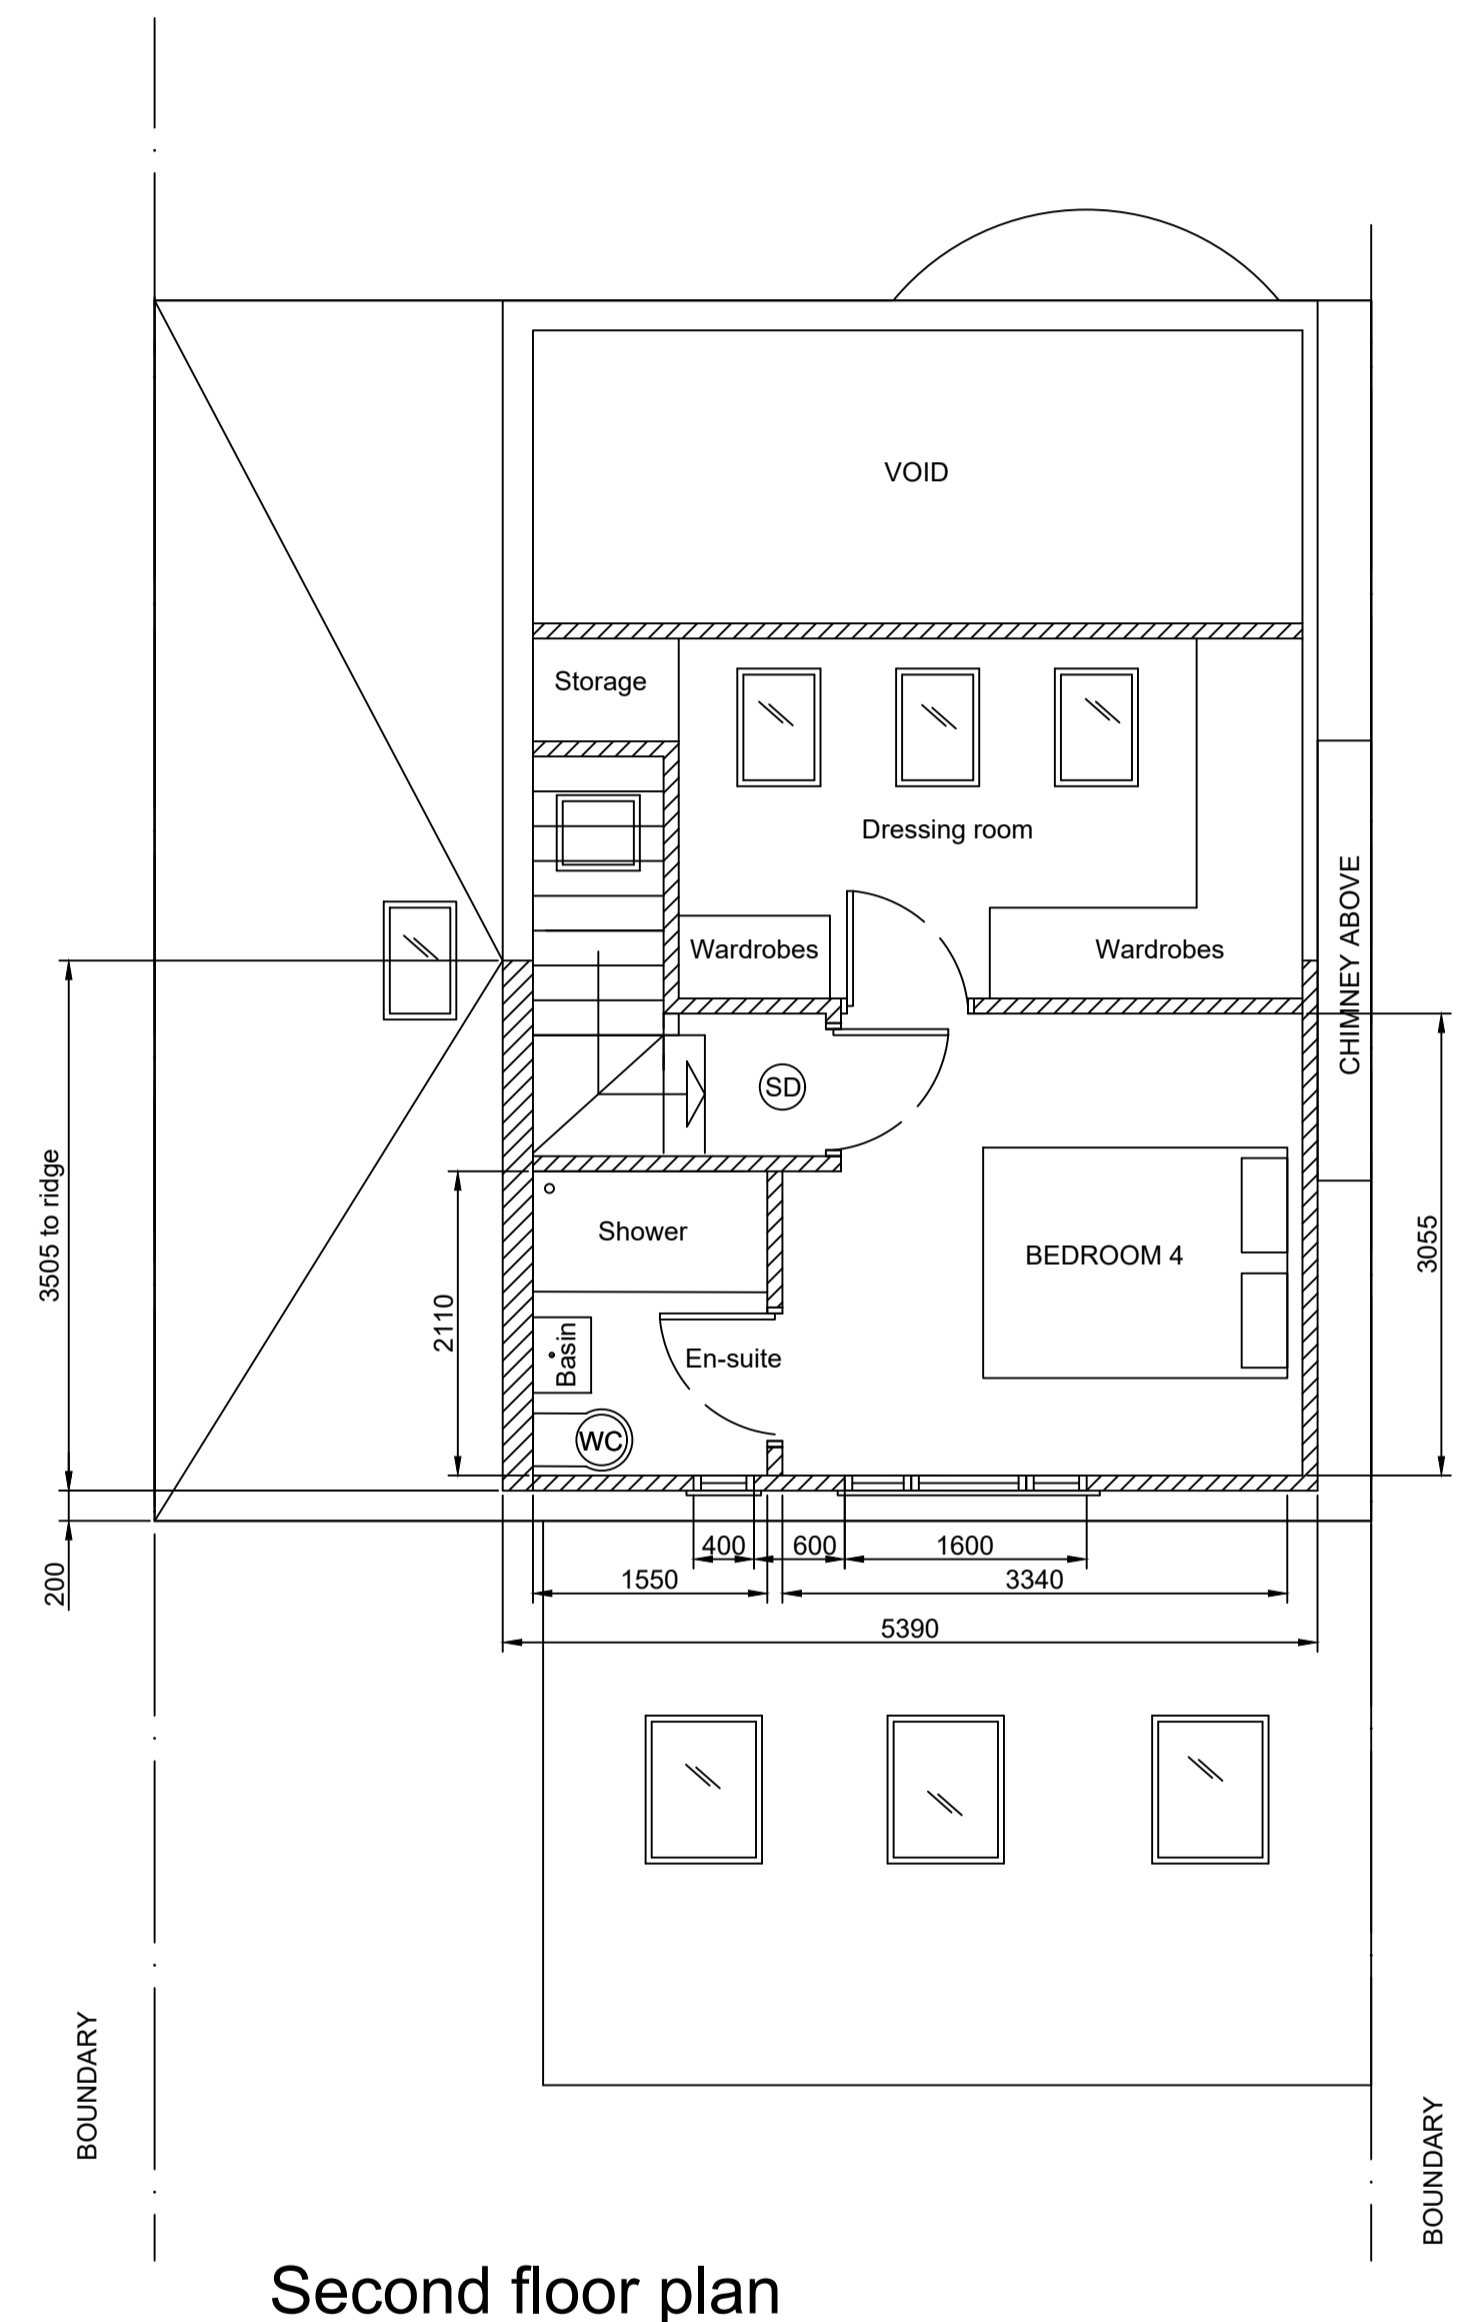 VOID
Storage
Dressing room
Wardrobes
Wardrobes
CHIMNEY ABOVE
SD
3505 to ridge
Shower
BEDROOM 4
3055
2110
Basin
En-suite
WC
400
600
1600
200
1550
3340
5390
BOUNDARY
BOUNDARY
Second floor plan